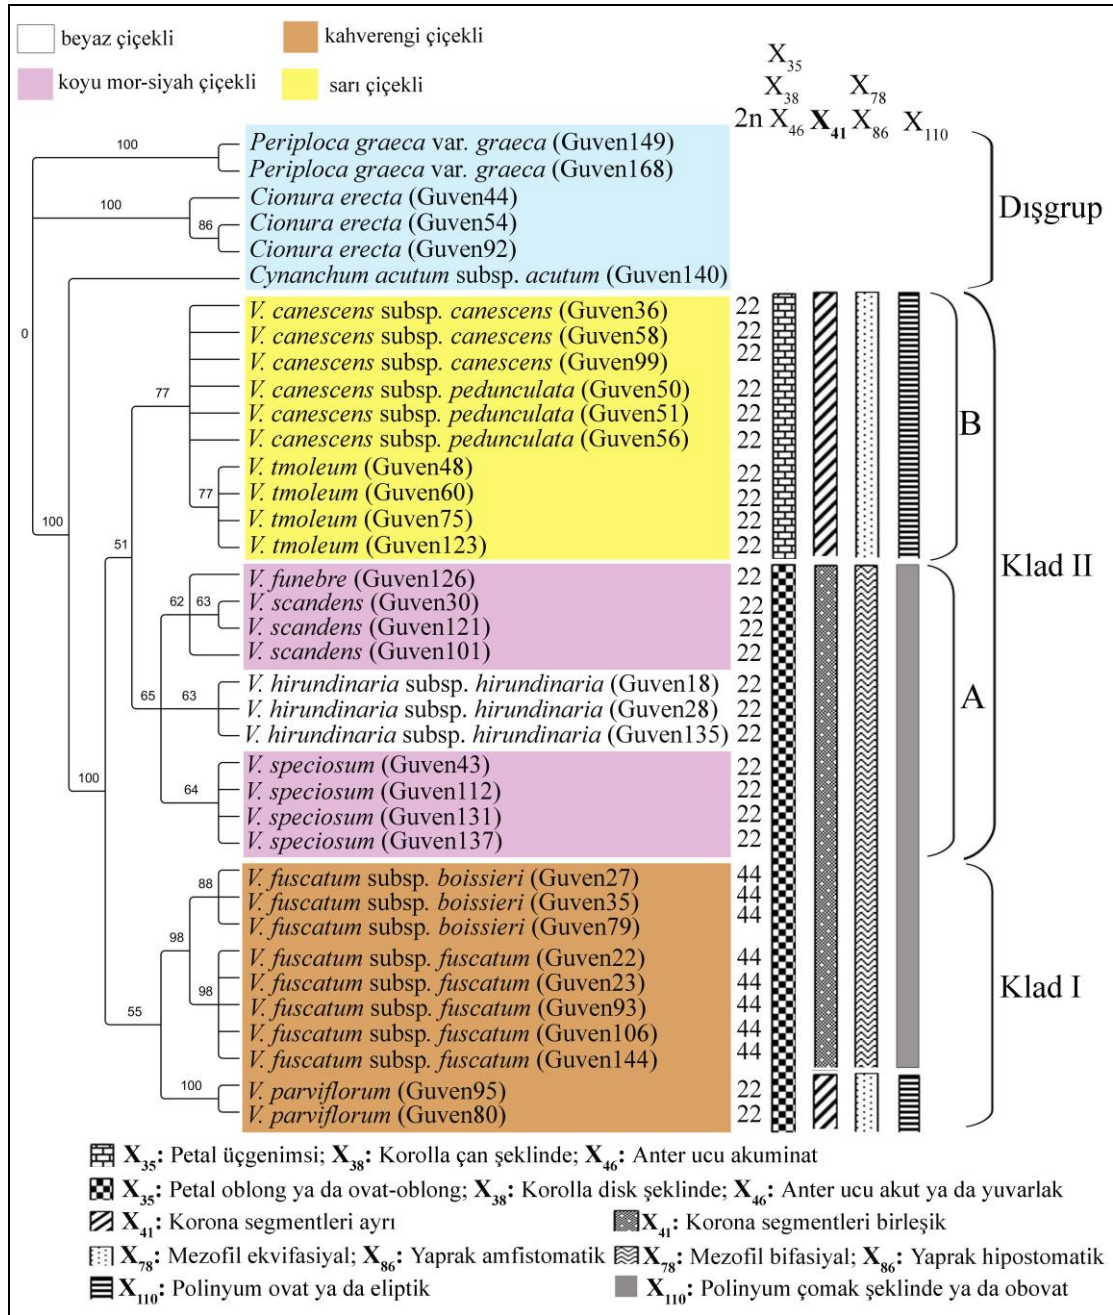 beyaz çiçekli
kahverengi çiçekli
koyu mor-siyah çiçekli
sarı çiçekli
X35
X38 X78
2n X46 X41 X86 X110
100
Periploca graeca var. graeca (Guven149)
Periploca graeca var. graeca (Guven168)
100
Cionura erecta (Guven44)
86
Cionura erecta (Guven54)
Cionura erecta (Guven92)
Cynanchum acutum subsp. acutum (Guven140)
Dışgrup
0
V. canescens subsp. canescens (Guven36) 22
V. canescens subsp. canescens (Guven58) 22
V. canescens subsp. canescens (Guven99) 22
77
V. canescens subsp. pedunculata (Guven50) 22
V. canescens subsp. pedunculata (Guven51) 22
V. canescens subsp. pedunculata (Guven56) 22
B
V. tmoleum (Guven48) 22
77
V. tmoleum (Guven60) 22
V. tmoleum (Guven75) 22
V. tmoleum (Guven123) 22
100
51
Klad II
V. funebre (Guven126) 22
62 63
V. scandens (Guven30) 22
V. scandens (Guven121) 22
V. scandens (Guven101) 22
V. hirundinaria subsp. hirundinaria (Guven18) 22
65 63
V. hirundinaria subsp. hirundinaria (Guven28) 22
V. hirundinaria subsp. hirundinaria (Guven135) 22
A
V. speciosum (Guven43) 22
100
64
V. speciosum (Guven112) 22
V. speciosum (Guven131) 22
V. speciosum (Guven137) 22
V. fuscatum subsp. boissieri (Guven27) 44
88
V. fuscatum subsp. boissieri (Guven35) 44
V. fuscatum subsp. boissieri (Guven79) 44
98
V. fuscatum subsp. fuscatum (Guven22) 44
V. fuscatum subsp. fuscatum (Guven23) 44
98
V. fuscatum subsp. fuscatum (Guven93) 44
V. fuscatum subsp. fuscatum (Guven106) 44
V. fuscatum subsp. fuscatum (Guven144) 44
Klad I
55
100
V. parviflorum (Guven95) 22
V. parviflorum (Guven80) 22
X35: Petal üçgenimsi; X38: Korolla çan şeklinde; X46: Anter ucu akuminat
X35: Petal oblong ya da ovat-oblong; X38: Korolla disk şeklinde; X46: Anter ucu akut ya da yuvarlak
X41: Korona segmentleri ayrı
X41: Korona segmentleri birleşik
X78: Mezofil ekvifasiyal; X86: Yaprak amfistomatik
X78: Mezofil bifasiyal; X86: Yaprak hipostomatik
X110: Polinyum ovat ya da eliptik
X110: Polinyum çomak şeklinde ya da obovat